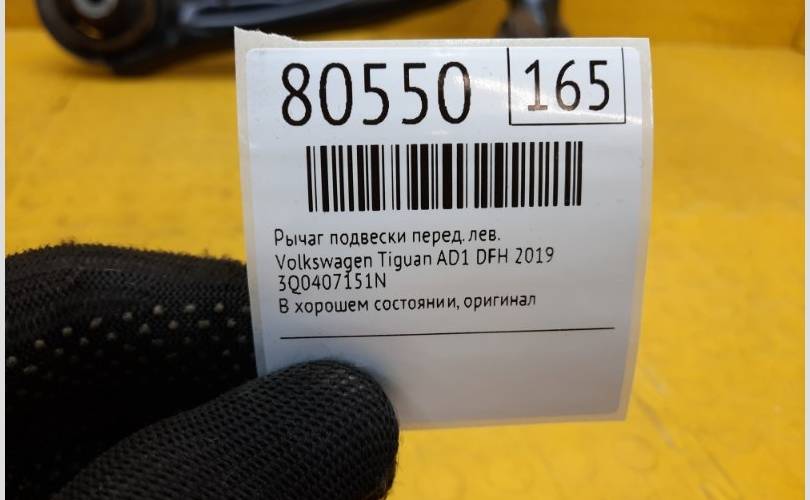 80550 165
Рычаг подвески перед. лев.
Volkswagen Tiguan AD1 DFH 2019
3Q0407151N
В хорошем состоянии, оригинал